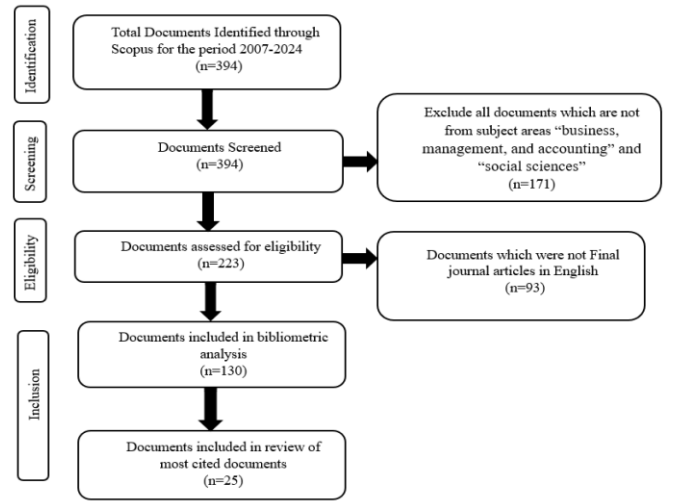 Identification
Total Documents Identified through
Scopus for the period 2007-2024
(n=394)
Screening
Documents Screened
(n=394)
Exclude all documents which are not
from subject areas “business,
management, and accounting” and
“social sciences”
(n=171)
Eligibility
Documents assessed for eligibility
(n=223)
Documents which were not Final
journal articles in English
(n=93)
Inclusion
Documents included in bibliometric
analysis
(n=130)
Documents included in review of
most cited documents
(n=25)